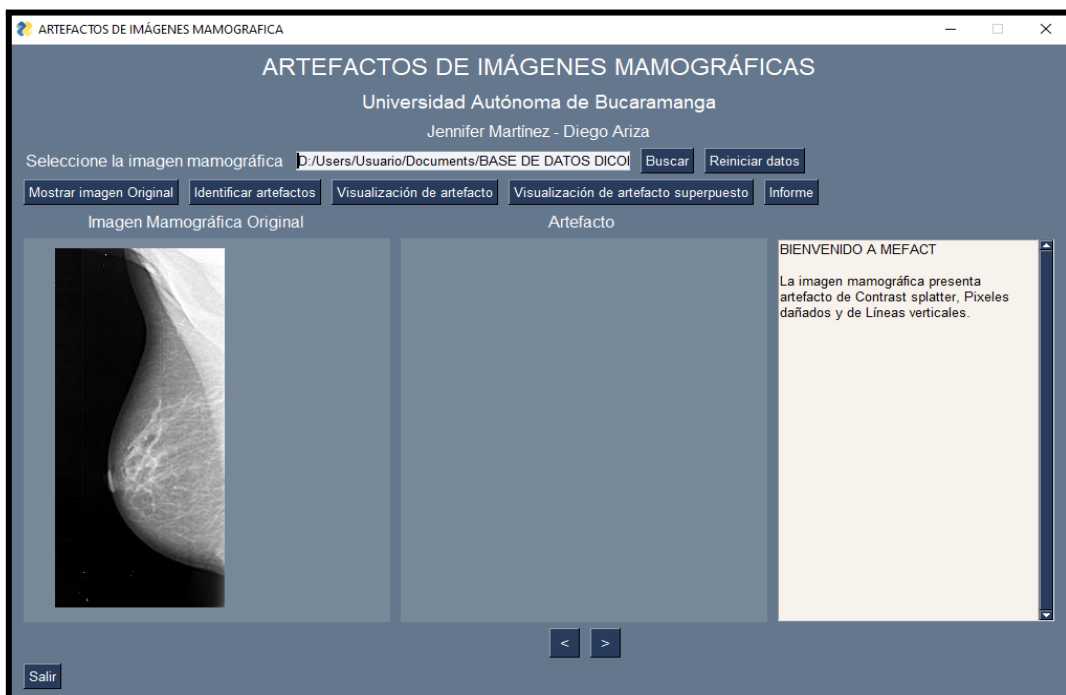 ARTEFACTOS DE IMÁGENES MAMOGRAFICA
ARTEFACTOS DE IMÁGENES MAMOGRÁFICAS
Universidad Autónoma de Bucaramanga
Jennifer Martínez - Diego Ariza
Seleccione la imagen mamográfica D:/Users/Usuario/Documents/BASE DE DATOS DICO Buscar Reiniciar datos
Mostrar imagen Original Identificar artefactos Visualización de artefacto Visualización de artefacto superpuesto Informe
Imagen Mamográfica Original Artefacto
BIENVENIDO A MEFACT
La imagen mamográfica presenta
artefacto de Contrast splatter, Pixeles
dañados y de Líneas verticales.
< >
Salir